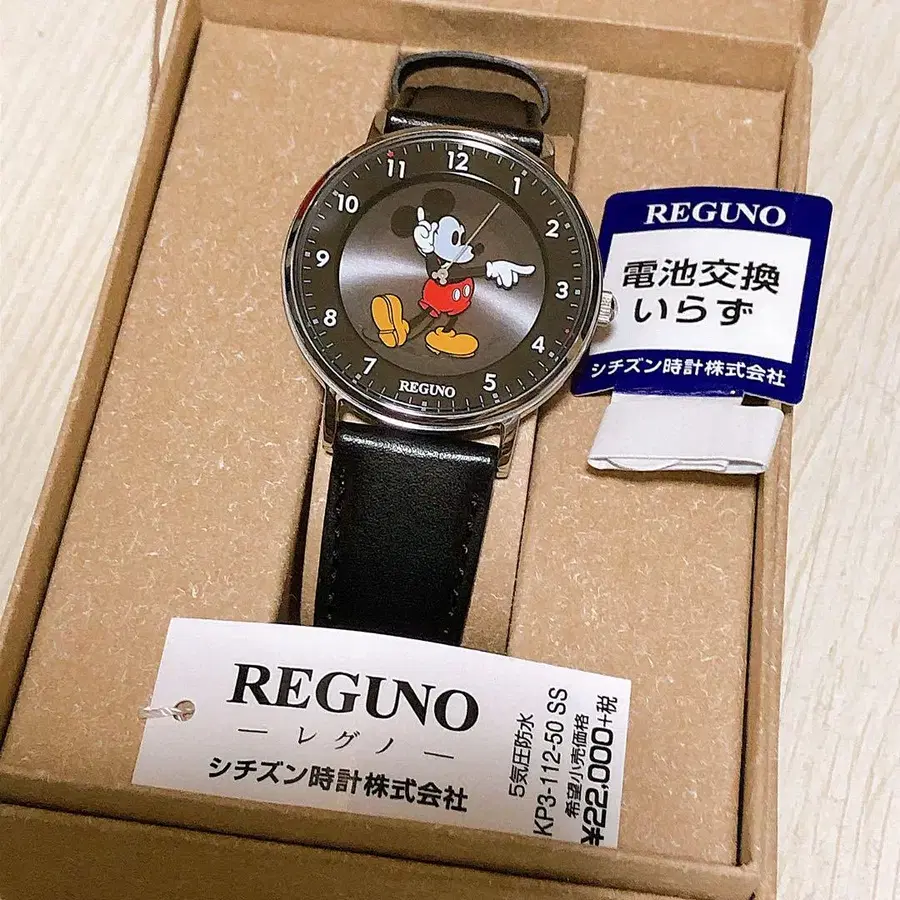 12
1
2
3
4
5
7
8
9
10
11
REGUNO
REGUNO
電池交換
いらず
シチズン時計株式会社
REGUNO
レグノ
シチズン時計株式会社
5気圧防水
KP3-112-50 SS
希望小売価格
¥22,000+税